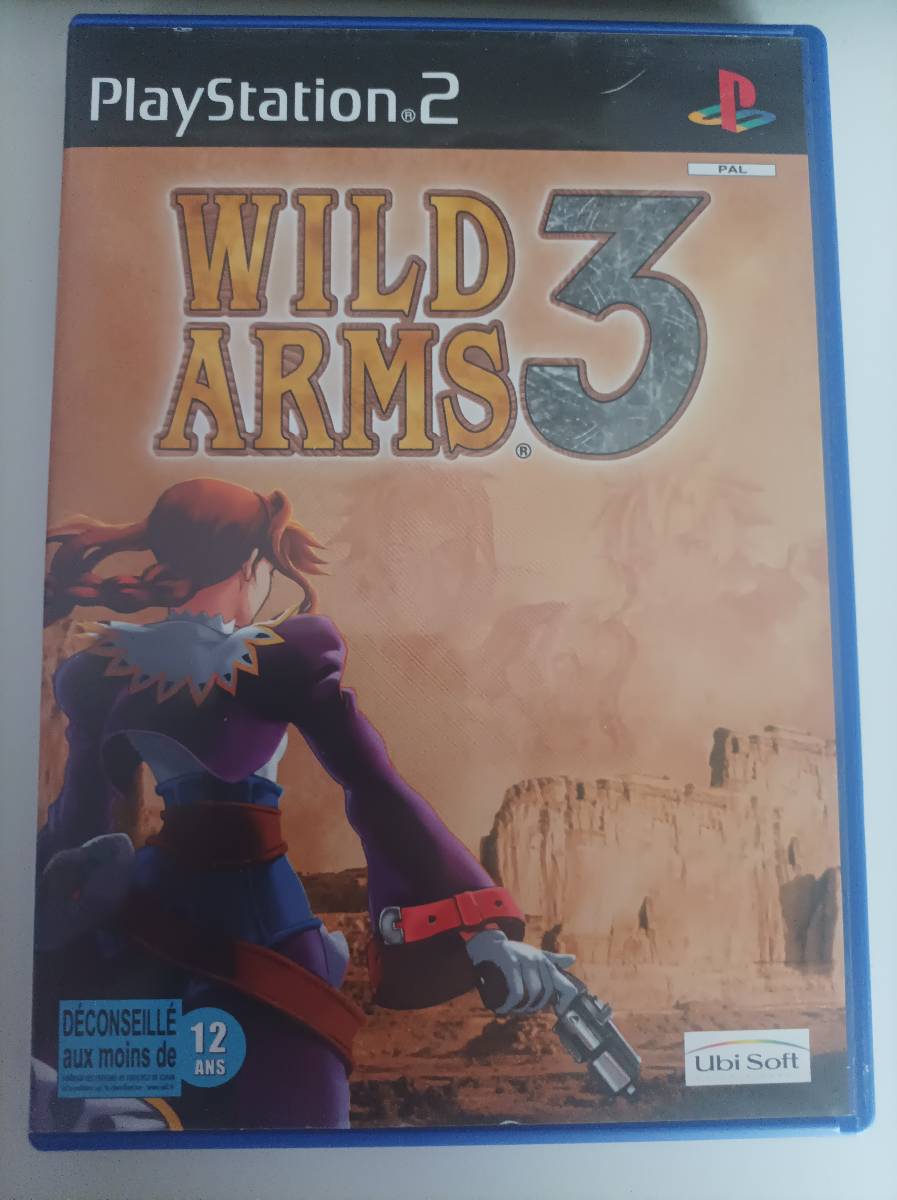 PlayStation®2
PAL
WILD
ARMS®3
DÉCONSEILLÉ
aux moins de
12
ANS
Ubi Soft